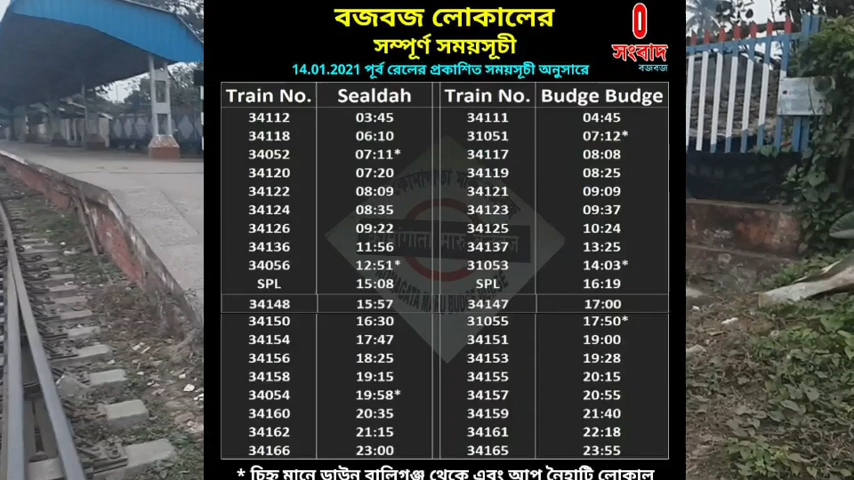 বজবজ লোকালের
সম্পূর্ণ সময়সূচী
14.01.2021 পূর্ব রেলের প্রকাশিত সময়সূচী অনুসারে
সংবাদ
বজবজ
Train No. Sealdah Train No. Budge Budge
34112 03:45 34111 04:45
34118 06:10 31051 07:12*
34052 07:11* 34117 08:08
34120 07:20 34119 08:25
34122 08:09 34121 09:09
34124 08:35 34123 09:37
34126 09:22 34125 10:24
34136 11:56 34137 13:25
34056 12:51* 31053 14:03*
SPL 15:08 SPL 16:19
34148 15:57 34147 17:00
34150 16:30 31055 17:50*
34154 17:47 34151 19:00
34156 18:25 34153 19:28
34158 19:15 34155 20:15
34054 19:58* 34157 20:55
34160 20:35 34159 21:40
34162 21:15 34161 22:18
34166 23:00 34165 23:55
* চিহ্ন মানে ডাউন বালিগঞ্জ থেকে এবং আপ নৈহাটি লোকাল